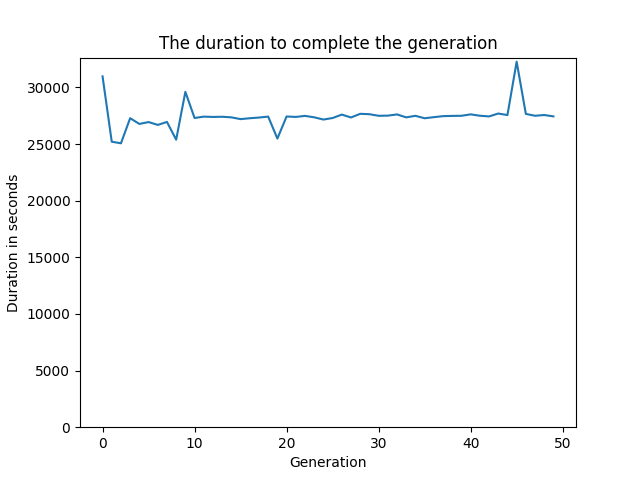 The duration to complete the generation
30000
25000
20000
15000
10000
5000
0
Duration in seconds
0 10 20 30 40 50
Generation